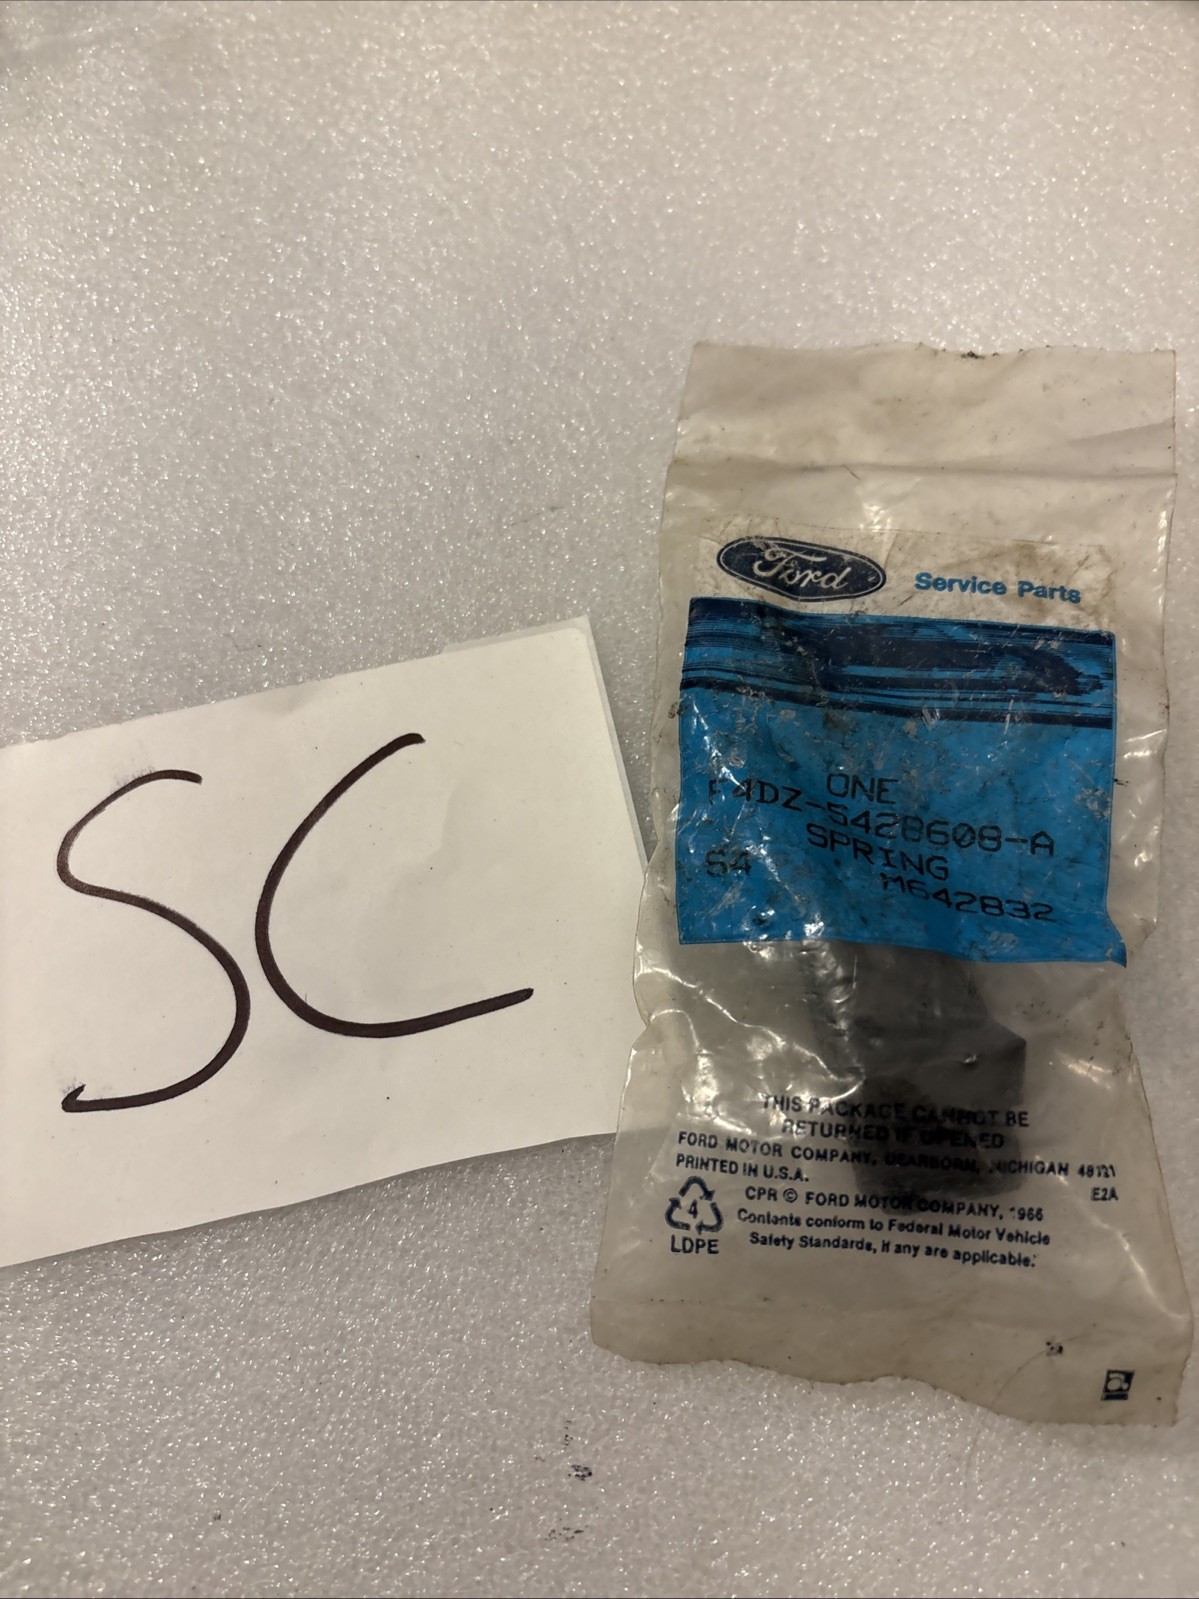 SC
Ford Service Parts
ONE
F4DZ-5428608-A
SPRING
S4 M642832
THIS PACKAGE CANNOT BE
RETURNED IF OPENED
FORD MOTOR COMPANY, DEARBORN, MICHIGAN 48121
PRINTED IN U.S.A.
E2A
CPR © FORD MOTOR COMPANY, 1966
Contents conform to Federal Motor Vehicle
Safety Standards, if any are applicable.
4
LDPE